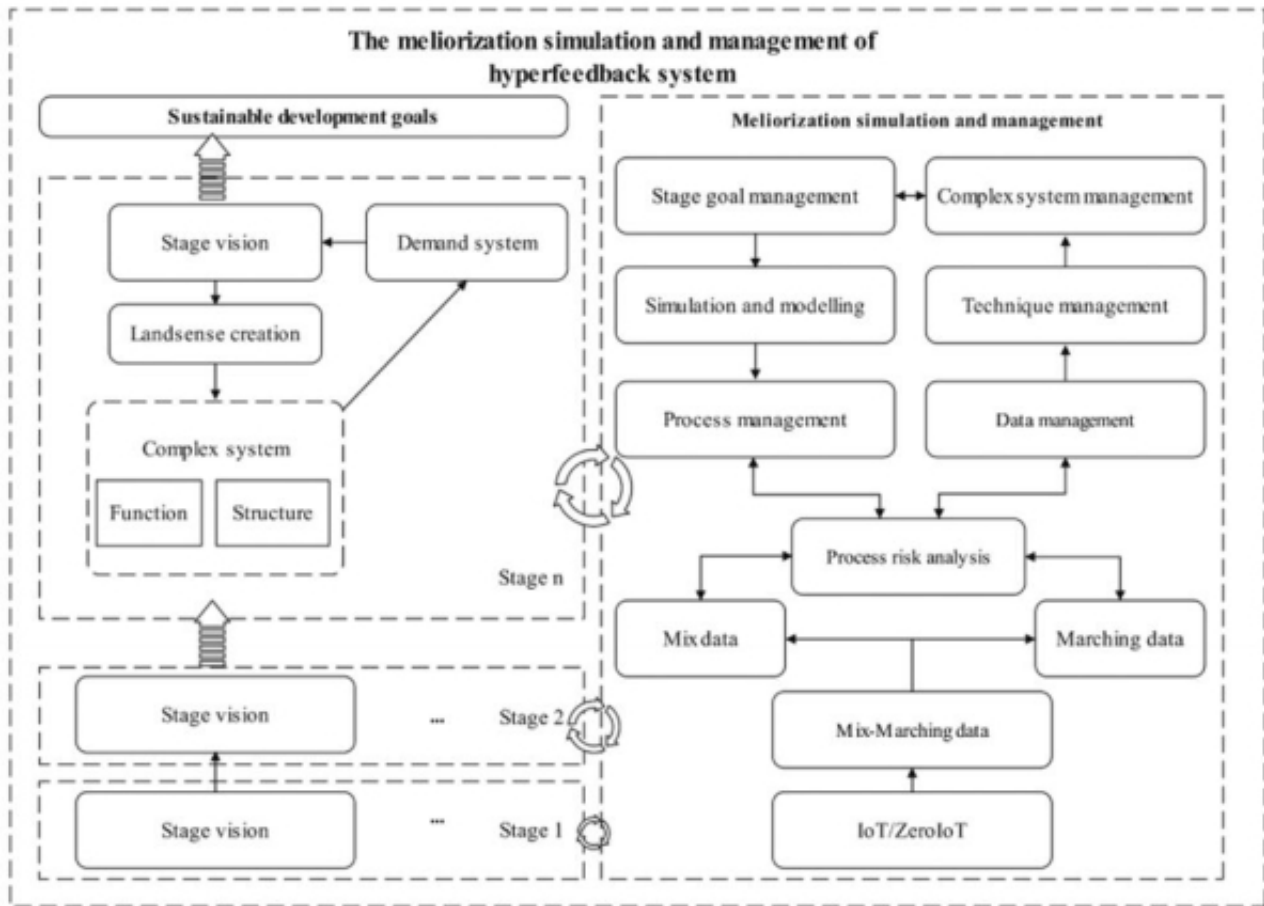 The meliorization simulation and management of
hyperfeedback system
Sustainable development goals
Stage vision
Demand system
Landsense creation
Complex system
Function
Structure
Stage n
Stage vision
...
Stage 2
Stage vision
...
Stage 1
Meliorization simulation and management
Stage goal management
Complex system management
Simulation and modelling
Technique management
Process management
Data management
Process risk analysis
Mix data
Marching data
Mix-Marching data
IoT/ZeroIoT